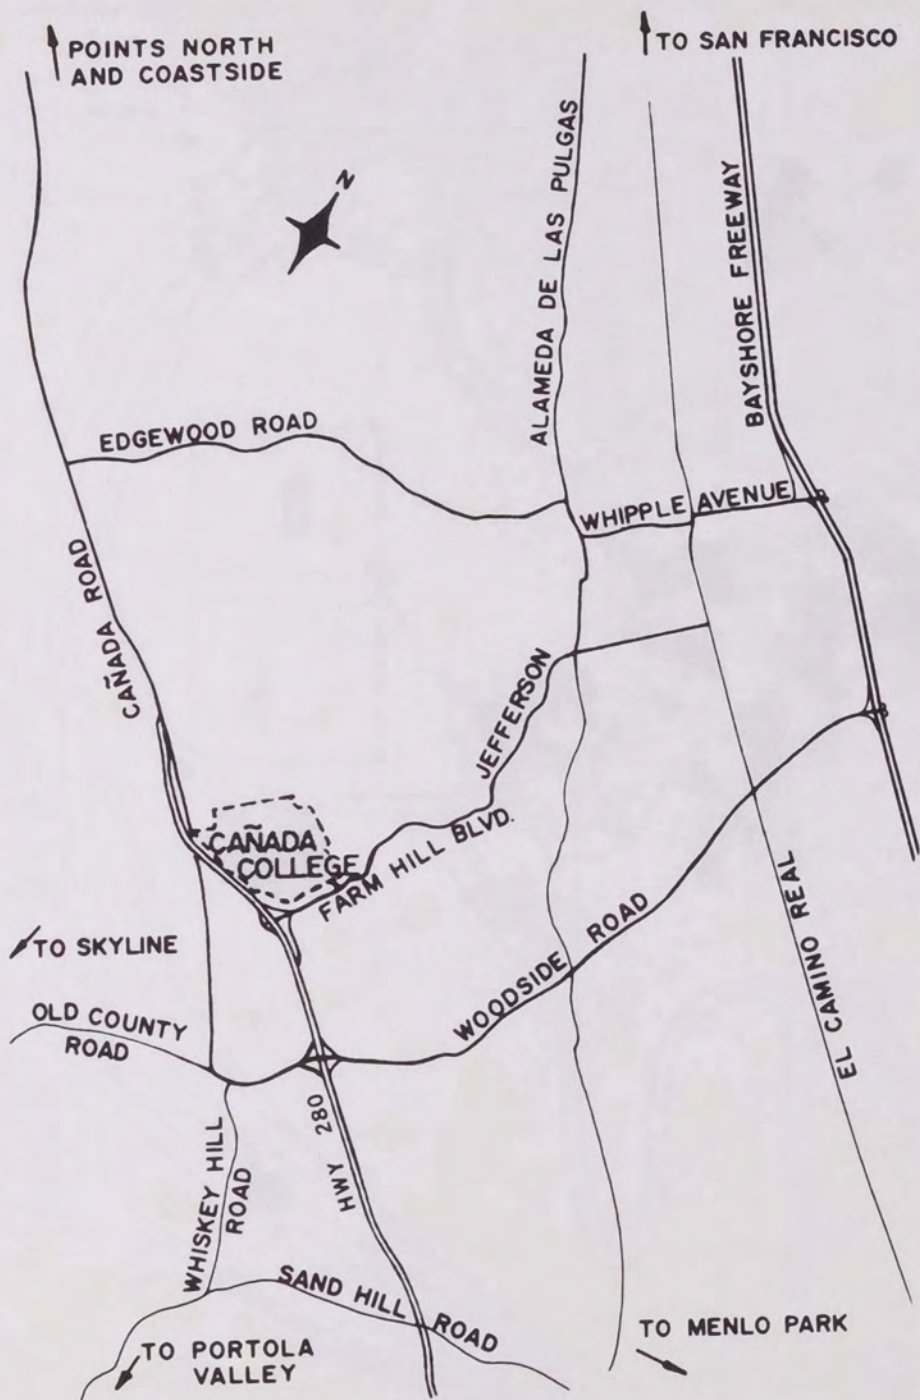 POINTS NORTH
AND COASTSIDE
TO SAN FRANCISCO
N
ALAMEDA DE LAS PULGAS
BAYSHORE FREEWAY
EDGEWOOD ROAD
WHIPPLE AVENUE
CAÑADA ROAD
JEFFERSON
CAÑADA
COLLEGE
FARM HILL BLVD.
TO SKYLINE
WOODSIDE ROAD
EL CAMINO REAL
OLD COUNTY
ROAD
HWY 280
WHISKEY HILL
ROAD
SAND HILL ROAD
TO PORTOLA
VALLEY
TO MENLO PARK